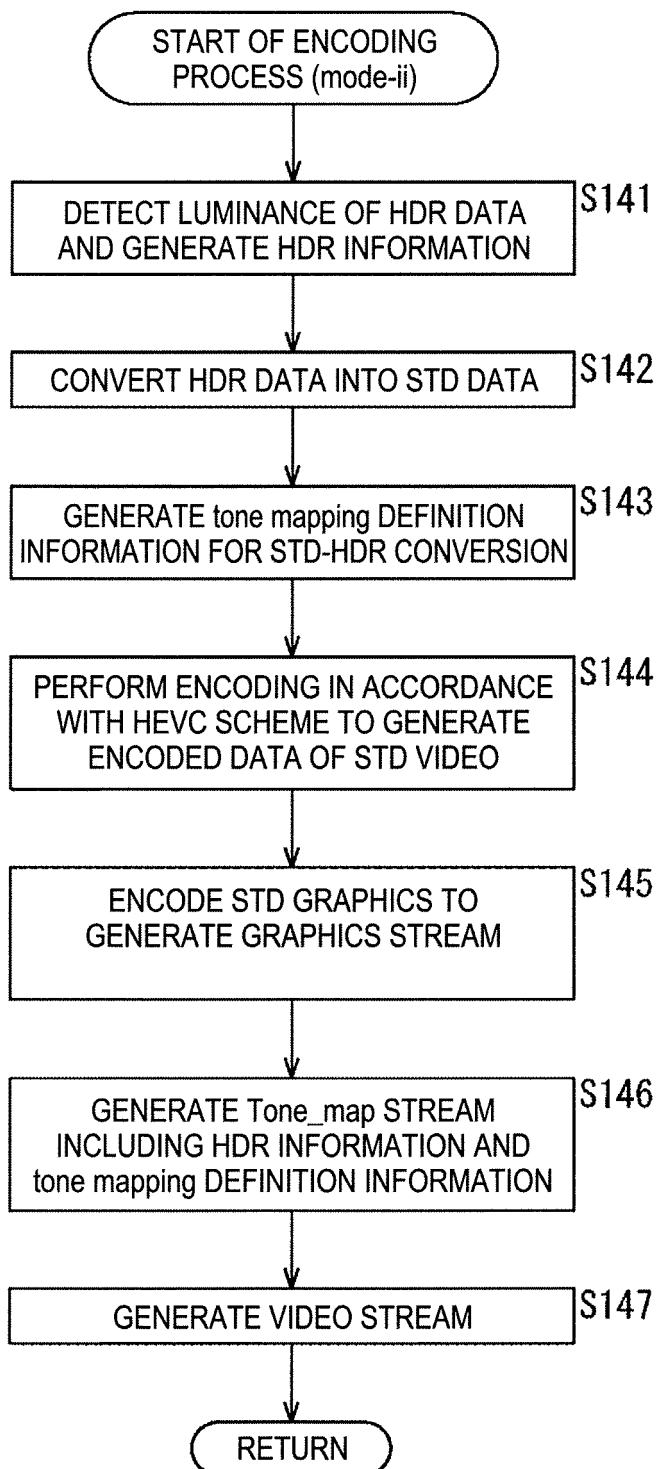 START OF ENCODING
PROCESS (mode-ii)
S141
DETECT LUMINANCE OF HDR DATA
AND GENERATE HDR INFORMATION
S142
CONVERT HDR DATA INTO STD DATA
S143
GENERATE tone mapping DEFINITION
INFORMATION FOR STD-HDR CONVERSION
S144
PERFORM ENCODING IN ACCORDANCE
WITH HEVC SCHEME TO GENERATE
ENCODED DATA OF STD VIDEO
S145
ENCODE STD GRAPHICS TO
GENERATE GRAPHICS STREAM
S146
GENERATE Tone_map STREAM
INCLUDING HDR INFORMATION AND
tone mapping DEFINITION INFORMATION
S147
GENERATE VIDEO STREAM
RETURN